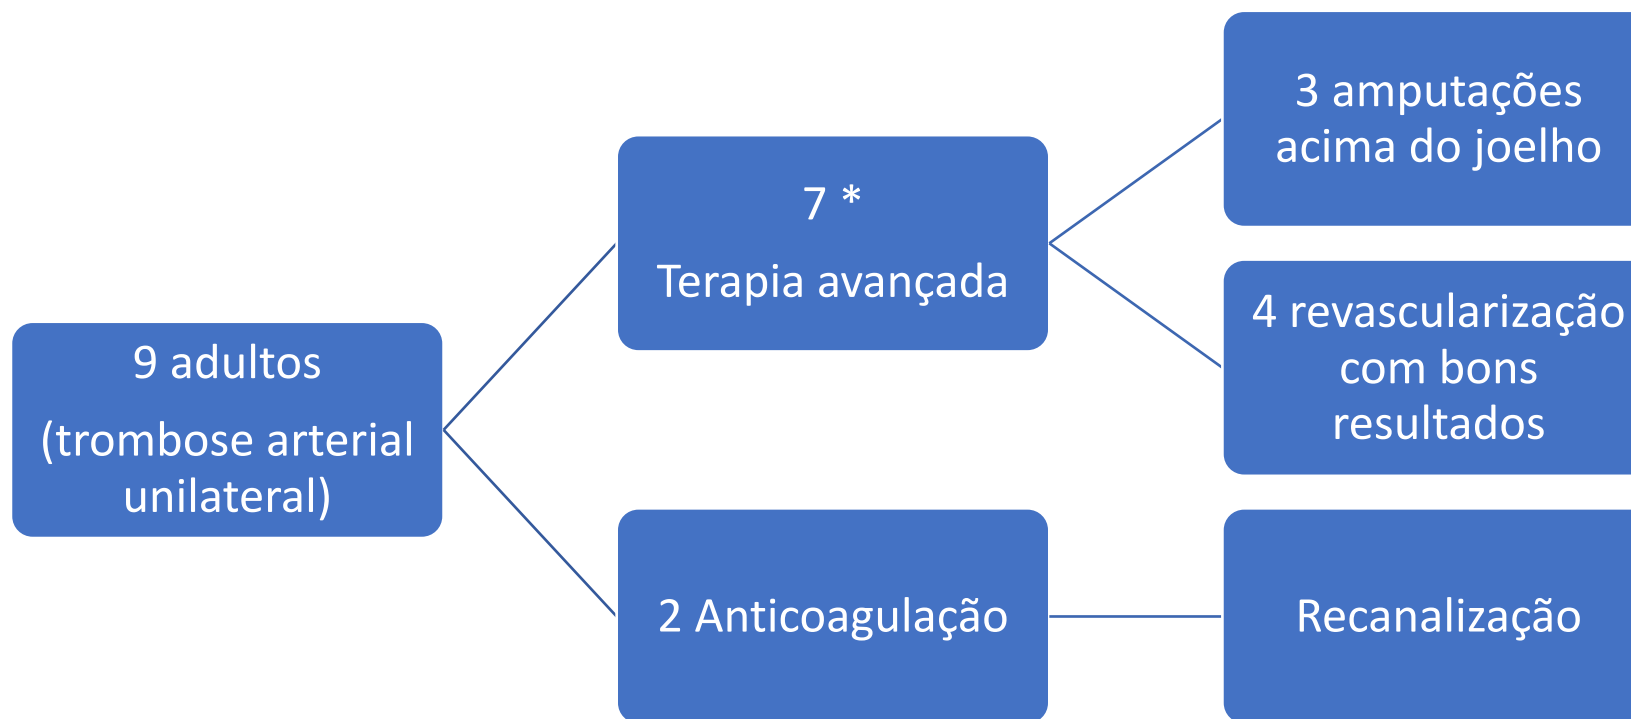 9 adultos
(trombose arterial
unilateral)
7 *
Terapia avançada
3 amputações
acima do joelho
4 revascularização
com bons
resultados
2 Anticoagulação
Recanalização